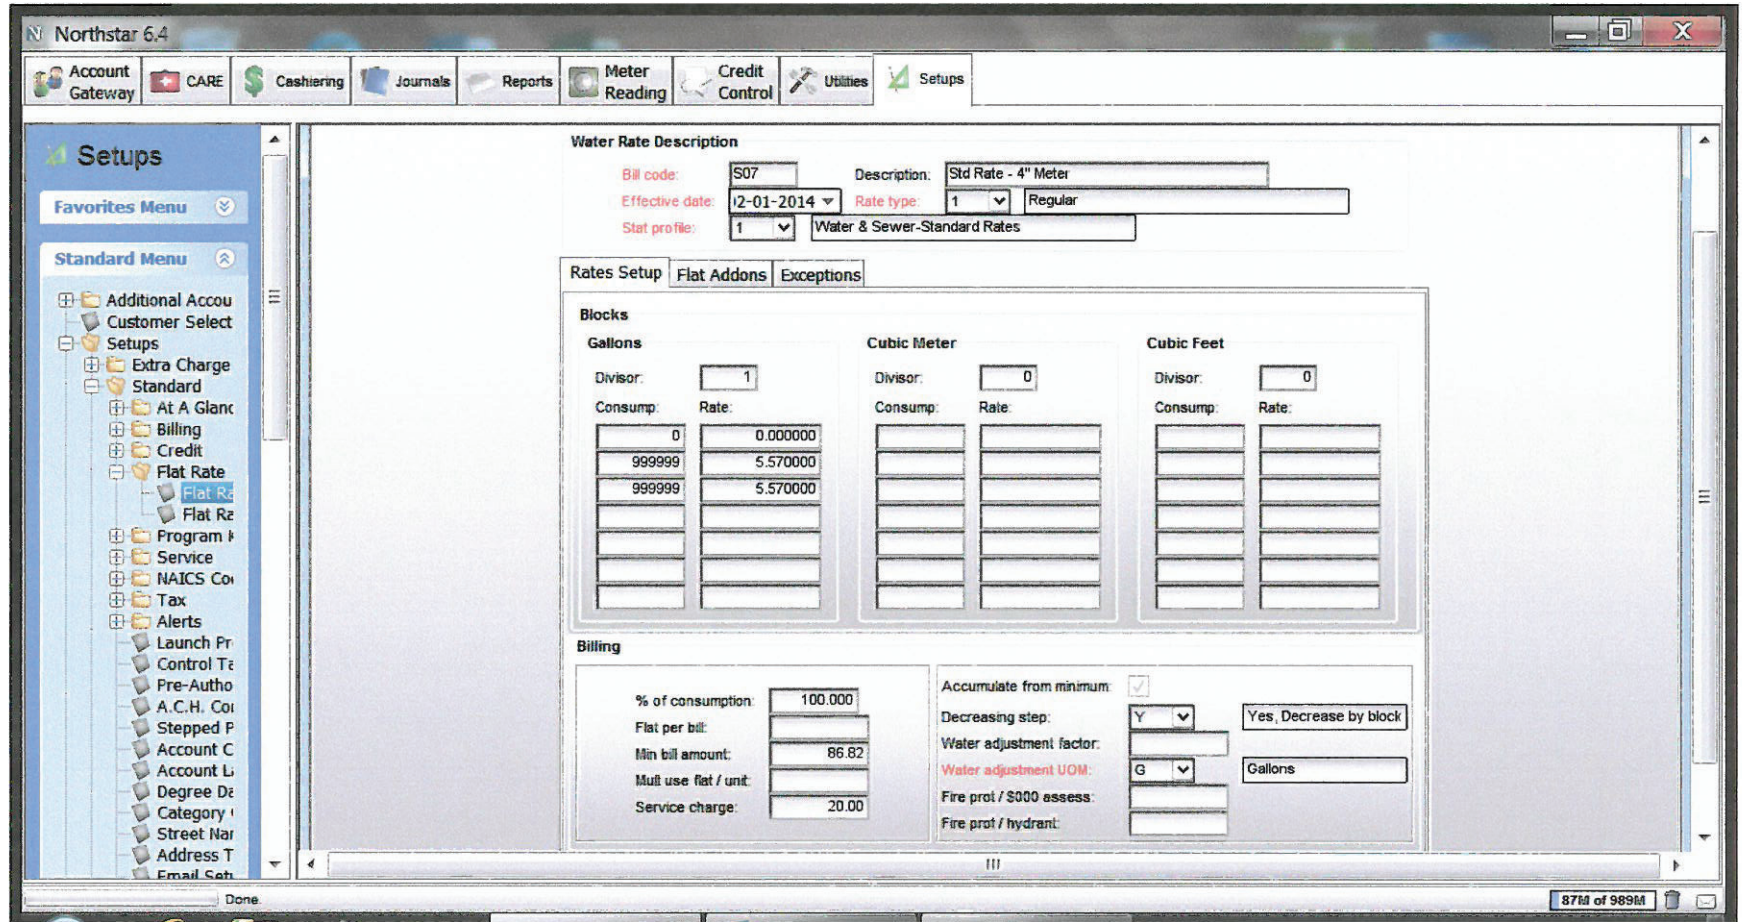 Northstar 6.4
Account Gateway
CARE
Cashiering
Journals
Reports
Meter Reading
Credit Control
Utilities
Setups
Setups
Favorites Menu
Standard Menu
Additional Accou
Customer Select
Setups
Extra Charge
Standard
At A Glanc
Billing
Credit
Flat Rate
Flat Ra
Flat Ra
Program K
Service
NAICS Co
Tax
Alerts
Launch Pr
Control Ta
Pre-Autho
A.C.H. Co
Stepped P
Account C
Account L
Degree Da
Category
Street Nar
Address T
Email Set
Water Rate Description
Bill code: S07 Description: Std Rate - 4" Meter
Effective date: 2-01-2014 Rate type: 1 Regular
Stat profile: 1 Water & Sewer-Standard Rates
Rates Setup Flat Addons Exceptions
Blocks
Gallons Cubic Meter Cubic Feet
Divisor: 1 Divisor: 0 Divisor: 0
Consump: Rate: Consump: Rate: Consump: Rate:
0 0.000000
999999 5.570000
999999 5.570000
Billing
% of consumption: 100.000
Flat per bill:
Min bill amount: 86.82
Mult use flat / unit:
Service charge: 20.00
Accumulate from minimum:
Decreasing step: Y Yes, Decrease by block
Water adjustment factor:
Water adjustment UOM: G Gallons
Fire prot / $000 assess:
Fire prot / hydrant:
Done.
87M of 989M